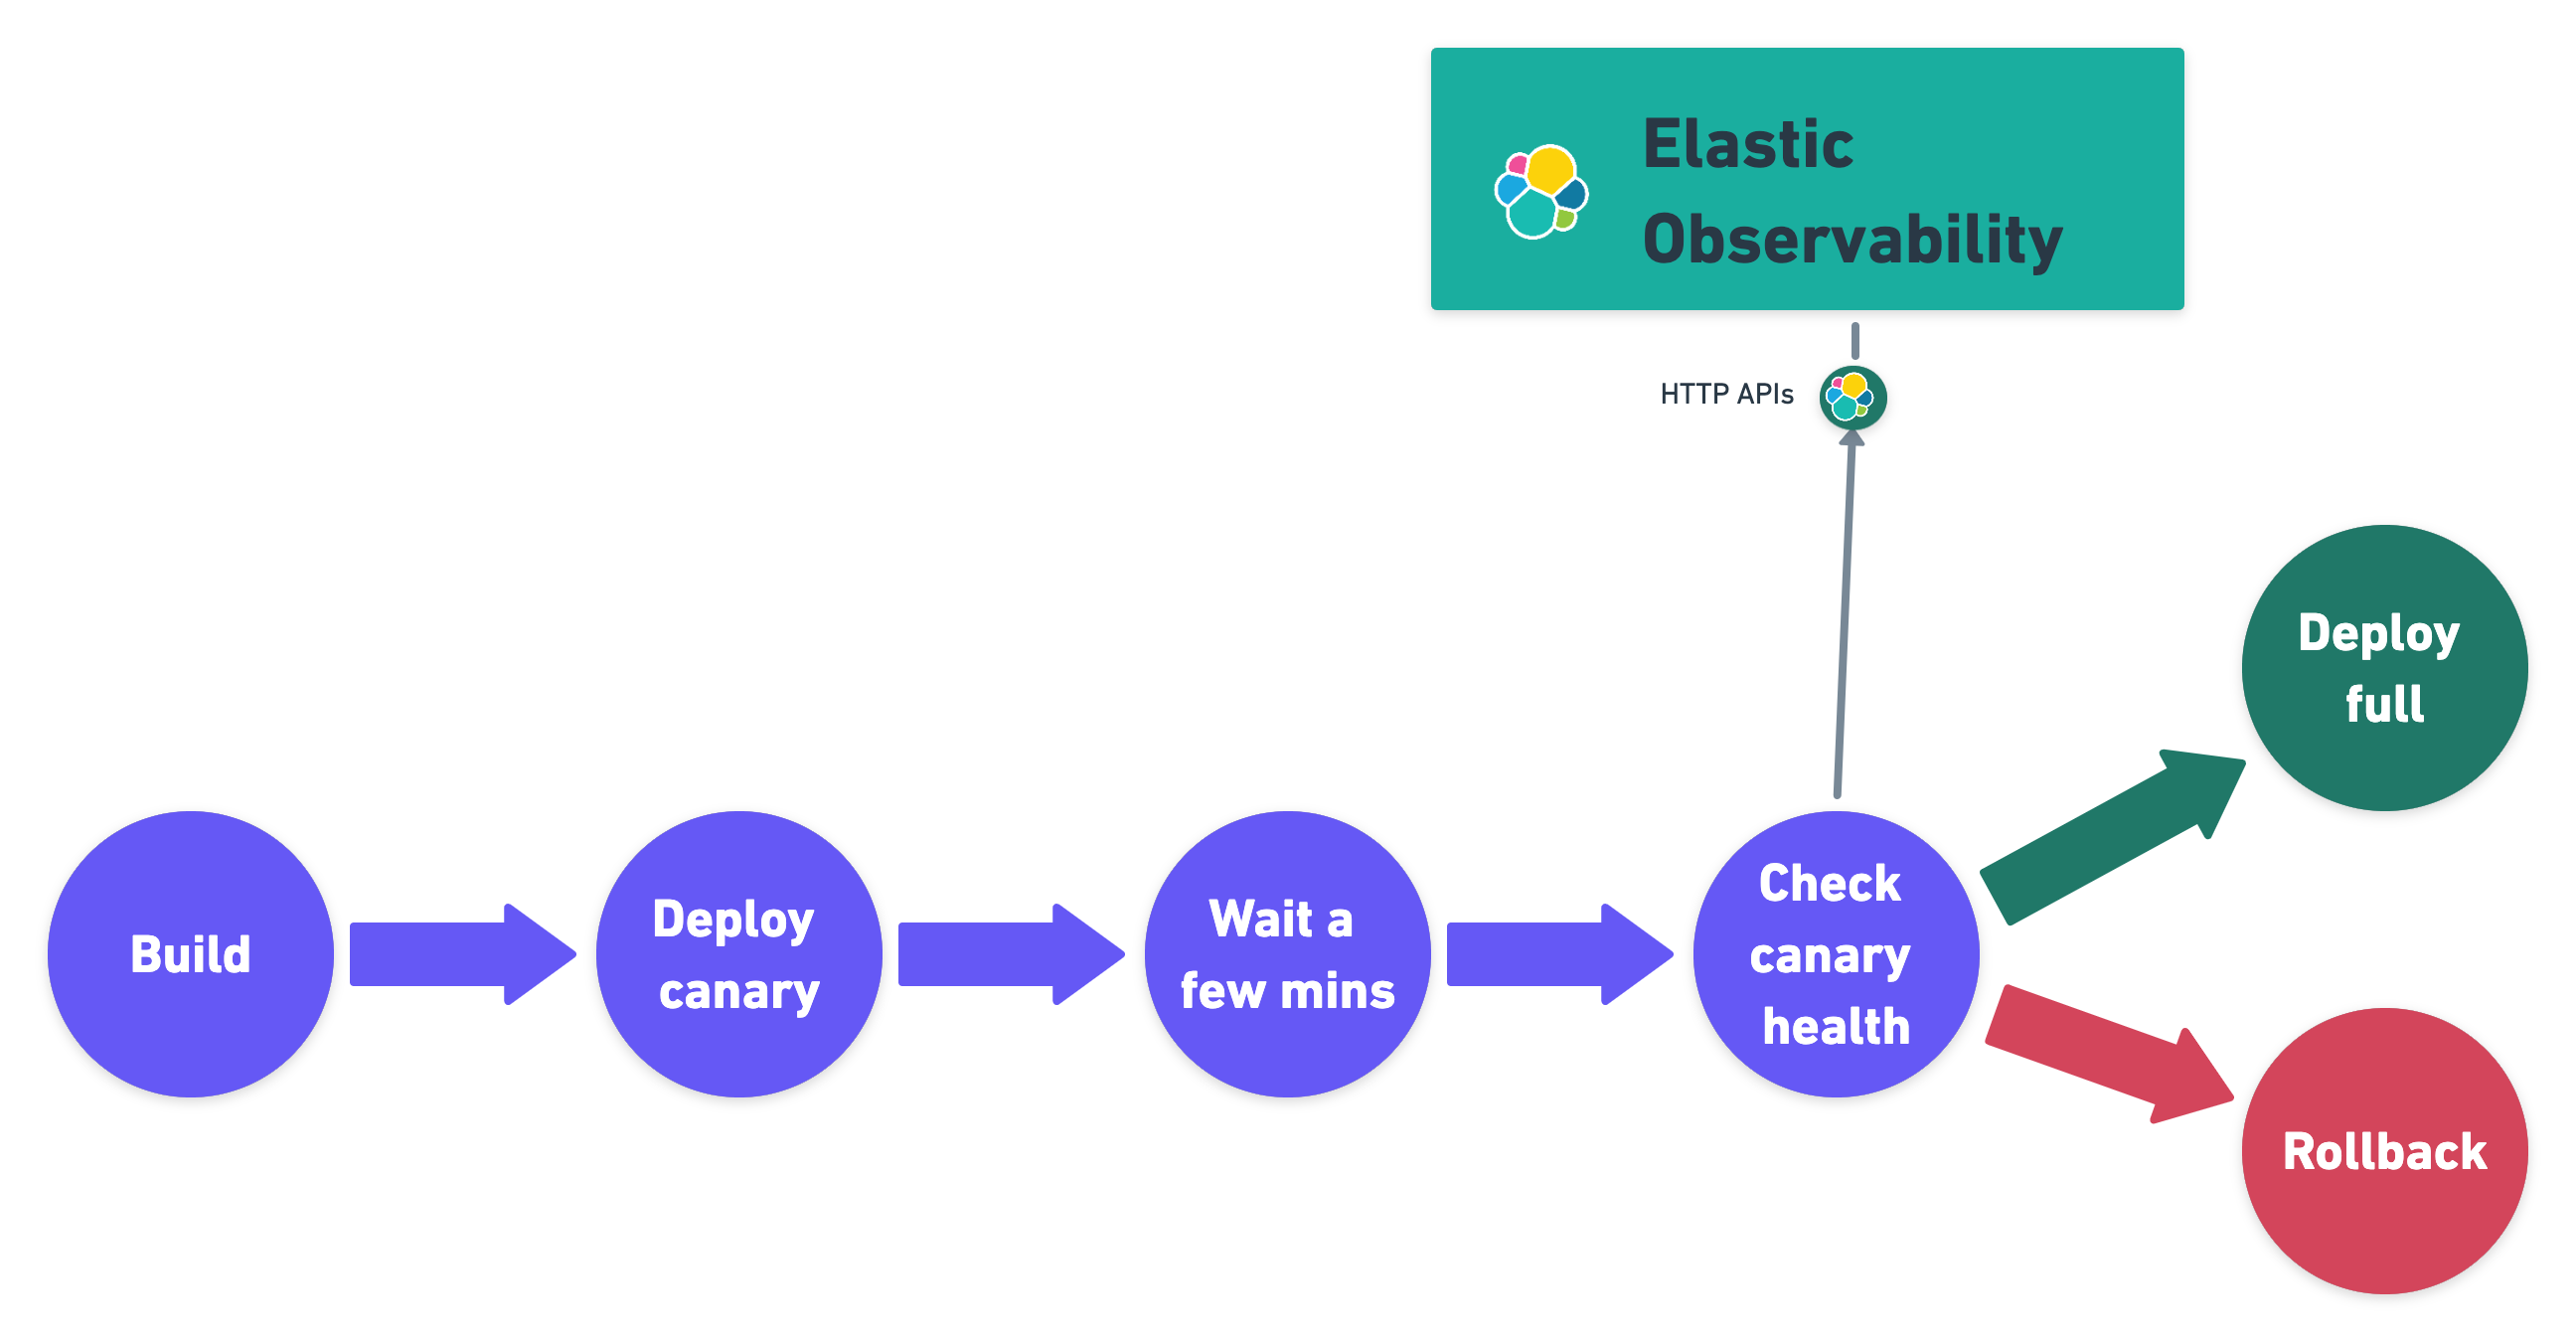 Elastic
Observability
HTTP APIs
Build
Deploy
canary
Wait a
few mins
Check
canary
health
Deploy
full
Rollback